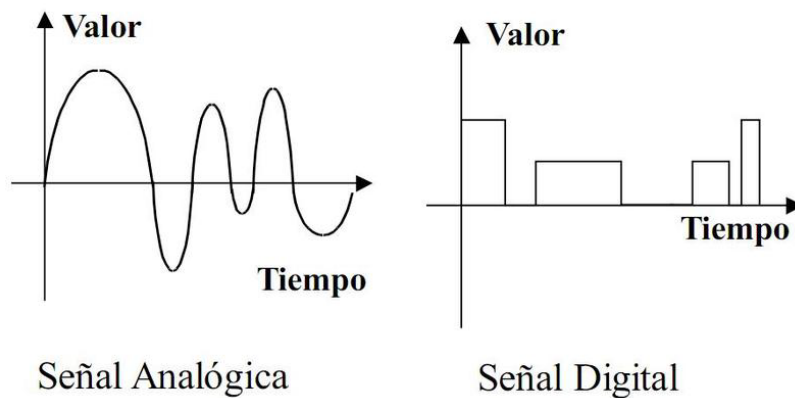 Valor
Tiempo
Señal Analógica
Valor
Tiempo
Señal Digital